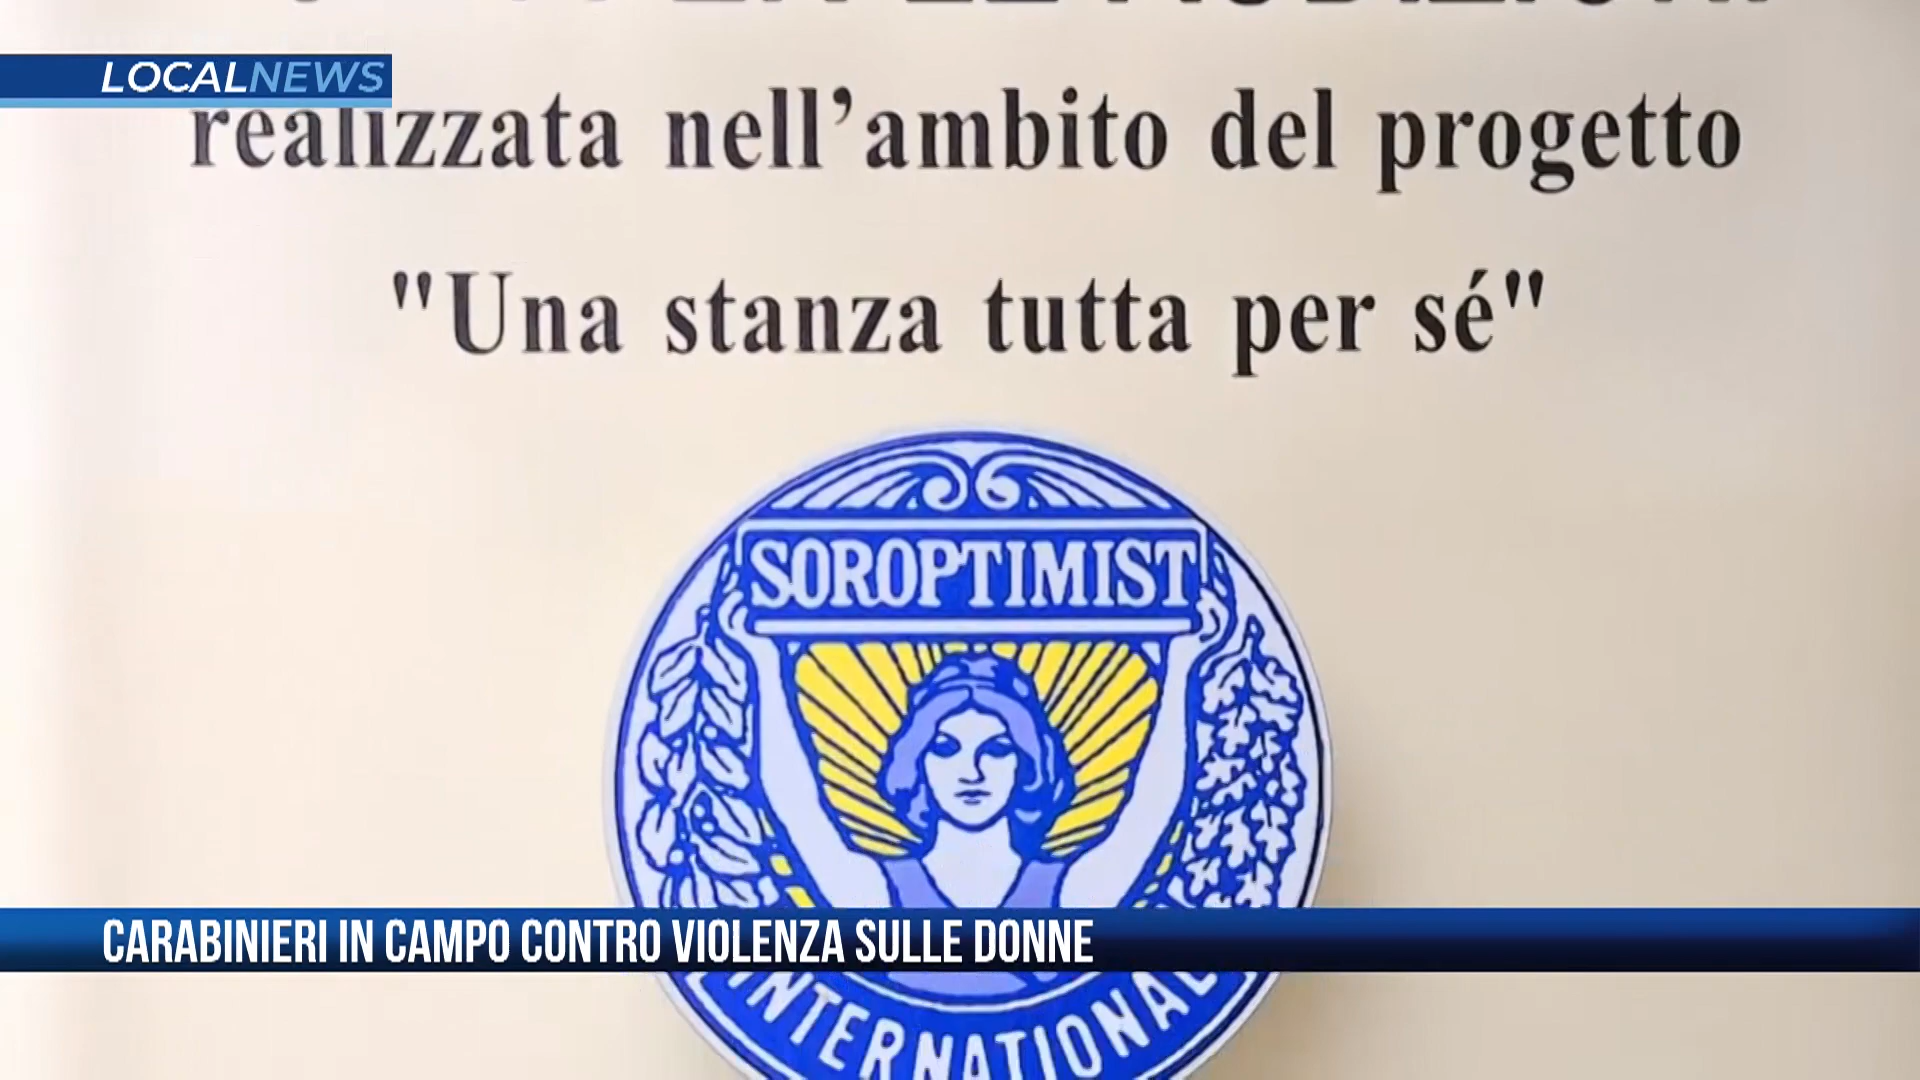 LOCALNEWS
realizzata nell’ambito del progetto
"Una stanza tutta per sé"
SOROPTIMIST
CARABINIERI IN CAMPO CONTRO VIOLENZA SULLE DONNE
INTERNATIONAL